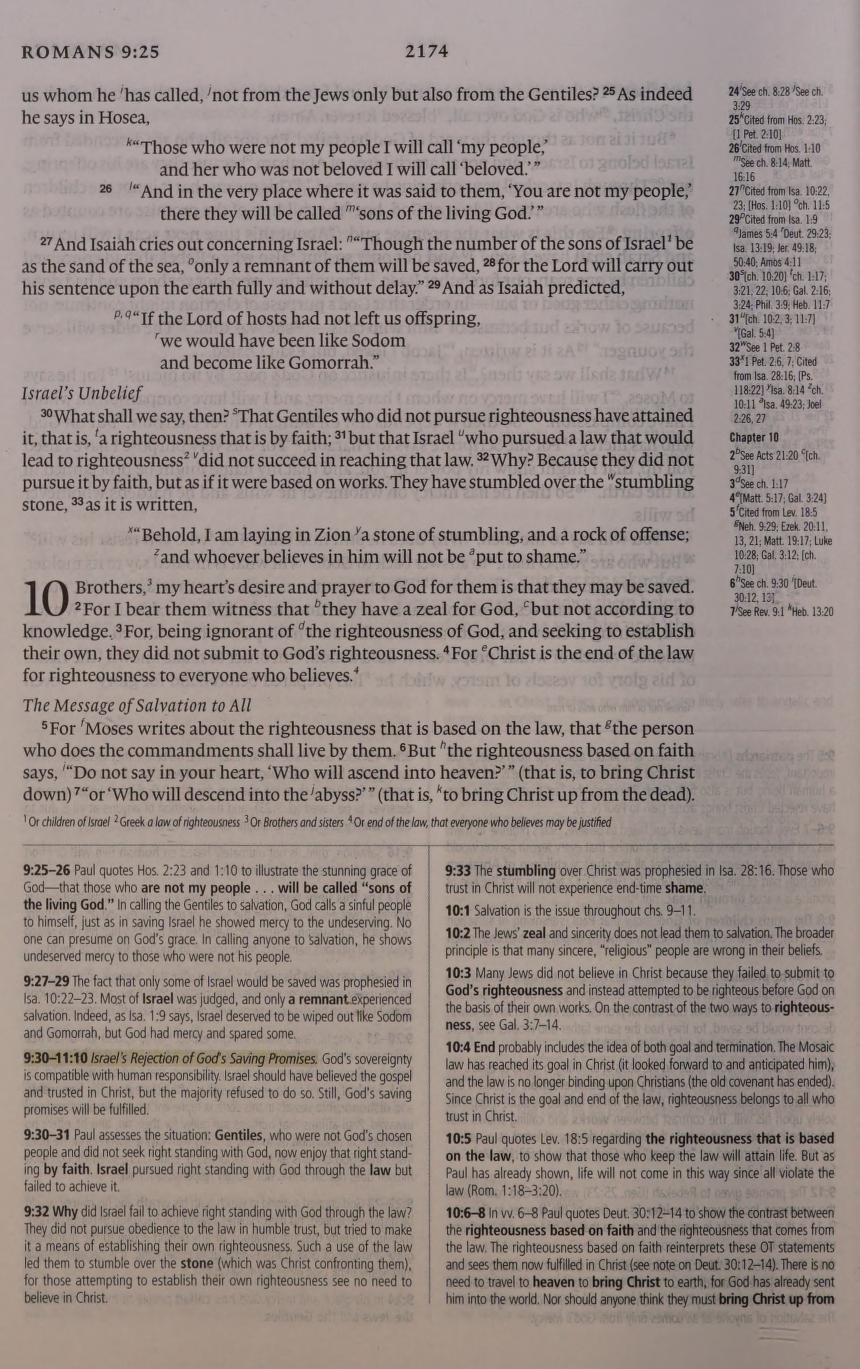 ROMANS 9:25
2174
us whom he ihas called, jnot from the Jews only but also from the Gentiles? 25 As indeed
he says in Hosea,
k“Those who were not my people I will call ‘my people,’
and her who was not beloved I will call ‘beloved.’”
26 l“And in the very place where it was said to them, ‘You are not my people,’
there they will be called m‘sons of the living God.’”
27 And Isaiah cries out concerning Israel: n“Though the number of the sons of Israel1 be
as the sand of the sea, oonly a remnant of them will be saved, 28 for the Lord will carry out
his sentence upon the earth fully and without delay.” 29 And as Isaiah predicted,
p, q“If the Lord of hosts had not left us offspring,
rwe would have been like Sodom
and become like Gomorrah.”
Israel’s Unbelief
30 What shall we say, then? sThat Gentiles who did not pursue righteousness have attained
it, that is, ta righteousness that is by faith; 31 but that Israel uwho pursued a law that would
lead to righteousness2 vdid not succeed in reaching that law. 32 Why? Because they did not
pursue it by faith, but as if it were based on works. They have stumbled over the wstumbling
stone, 33 as it is written,
x“Behold, I am laying in Zion ya stone of stumbling, and a rock of offense;
zand whoever believes in him will not be aput to shame.”
10 Brothers,3 my heart’s desire and prayer to God for them is that they may be saved.
2 For I bear them witness that bthey have a zeal for God, cbut not according to
knowledge. 3 For, being ignorant of dthe righteousness of God, and seeking to establish
their own, they did not submit to God’s righteousness. 4 For eChrist is the end of the law
for righteousness to everyone who believes.4
The Message of Salvation to All
5 For fMoses writes about the righteousness that is based on the law, that gthe person
who does the commandments shall live by them. 6 But hthe righteousness based on faith
says, i“Do not say in your heart, ‘Who will ascend into heaven?’” (that is, to bring Christ
down) 7 “or ‘Who will descend into the jabyss?’” (that is, kto bring Christ up from the dead).
1 Or children of Israel 2 Greek a law of righteousness 3 Or Brothers and sisters 4 Or end of the law, that everyone who believes may be justified
24 iSee ch. 8:28 jSee ch.
3:29
25 kCited from Hos. 2:23;
[1 Pet. 2:10]
26 lCited from Hos. 1:10
mSee ch. 8:14; Matt.
16:16
27 nCited from Isa. 10:22,
23; [Hos. 1:10] och. 11:5
29 pCited from Isa. 1:9
qJames 5:4 rDeut. 29:23;
Isa. 13:19; Jer. 49:18;
50:40; Amos 4:11
30 s[ch. 10:20] tch. 1:17;
3:21, 22; 10:6; Gal. 2:16;
3:24; Phil. 3:9; Heb. 11:7
31 u[ch. 10:2, 3; 11:7]
v[Gal. 5:4]
32 wSee 1 Pet. 2:8
33 x1 Pet. 2:6, 7; Cited
from Isa. 28:16; [Ps.
118:22] yIsa. 8:14 zch.
10:11 aIsa. 49:23; Joel
2:26, 27
Chapter 10
2 bSee Acts 21:20 c[ch.
9:31]
3 dSee ch. 1:17
4 e[Matt. 5:17; Gal. 3:24]
5 fCited from Lev. 18:5
gNeh. 9:29; Ezek. 20:11,
13, 21; Matt. 19:17; Luke
10:28; Gal. 3:12; [ch.
7:10]
6 hSee ch. 9:30 i[Deut.
30:12, 13]
7 jSee Rev. 9:1 kHeb. 13:20
9:25–26 Paul quotes Hos. 2:23 and 1:10 to illustrate the stunning grace of
God—that those who are not my people . . . will be called “sons of
the living God.” In calling the Gentiles to salvation, God calls a sinful people
to himself, just as in saving Israel he showed mercy to the undeserving. No
one can presume on God’s grace. In calling anyone to salvation, he shows
undeserved mercy to those who were not his people.
9:27–29 The fact that only some of Israel would be saved was prophesied in
Isa. 10:22–23. Most of Israel was judged, and only a remnant experienced
salvation. Indeed, as Isa. 1:9 says, Israel deserved to be wiped out like Sodom
and Gomorrah, but God had mercy and spared some.
9:30–11:10 Israel’s Rejection of God’s Saving Promises. God’s sovereignty
is compatible with human responsibility. Israel should have believed the gospel
and trusted in Christ, but the majority refused to do so. Still, God’s saving
promises will be fulfilled.
9:30–31 Paul assesses the situation: Gentiles, who were not God’s chosen
people and did not seek right standing with God, now enjoy that right stand-
ing by faith. Israel pursued right standing with God through the law but
failed to achieve it.
9:32 Why did Israel fail to achieve right standing with God through the law?
They did not pursue obedience to the law in humble trust, but tried to make
it a means of establishing their own righteousness. Such a use of the law
led them to stumble over the stone (which was Christ confronting them),
for those attempting to establish their own righteousness see no need to
believe in Christ.
9:33 The stumbling over Christ was prophesied in Isa. 28:16. Those who
trust in Christ will not experience end-time shame.
10:1 Salvation is the issue throughout chs. 9–11.
10:2 The Jews’ zeal and sincerity does not lead them to salvation. The broader
principle is that many sincere, “religious” people are wrong in their beliefs.
10:3 Many Jews did not believe in Christ because they failed to submit to
God’s righteousness and instead attempted to be righteous before God on
the basis of their own works. On the contrast of the two ways to righteous-
ness, see Gal. 3:7–14.
10:4 End probably includes the idea of both goal and termination. The Mosaic
law has reached its goal in Christ (it looked forward to and anticipated him),
and the law is no longer binding upon Christians (the old covenant has ended).
Since Christ is the goal and end of the law, righteousness belongs to all who
trust in Christ.
10:5 Paul quotes Lev. 18:5 regarding the righteousness that is based
on the law, to show that those who keep the law will attain life. But as
Paul has already shown, life will not come in this way since all violate the
law (Rom. 1:18–3:20).
10:6–8 In vv. 6–8 Paul quotes Deut. 30:12–14 to show the contrast between
the righteousness based on faith and the righteousness that comes from
the law. The righteousness based on faith reinterprets these OT statements
and sees them now fulfilled in Christ (see note on Deut. 30:12–14). There is no
need to travel to heaven to bring Christ to earth, for God has already sent
him into the world. Nor should anyone think they must bring Christ up from